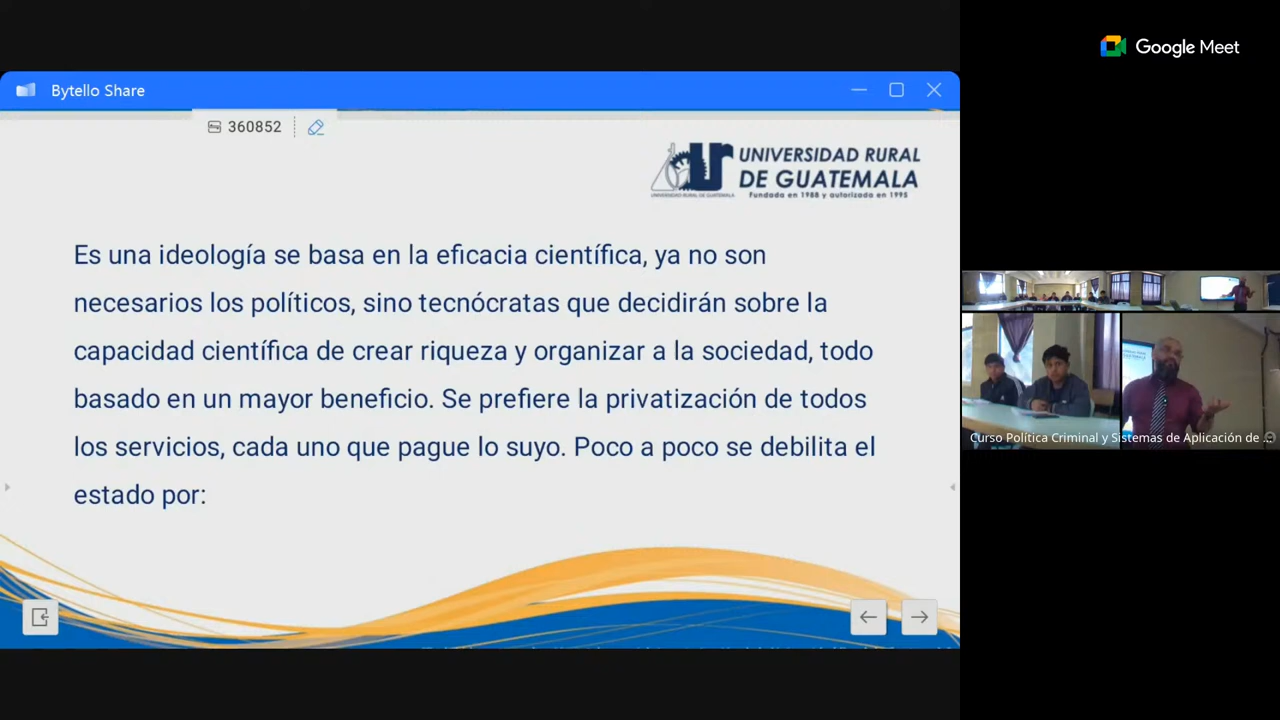 Google Meet
Bytello Share
360852
UNIVERSIDAD RURAL
DE GUATEMALA
UNIVERSIDAD RURAL DE GUATEMALA
Fundada en 1988 y autorizada en 1995
Es una ideología se basa en la eficacia científica, ya no son
necesarios los políticos, sino tecnócratas que decidirán sobre la
capacidad científica de crear riqueza y organizar a la sociedad, todo
basado en un mayor beneficio. Se prefiere la privatización de todos
los servicios, cada uno que pague lo suyo. Poco a poco se debilita el
estado por:
Curso Política Criminal y Sistemas de Aplicación de ...